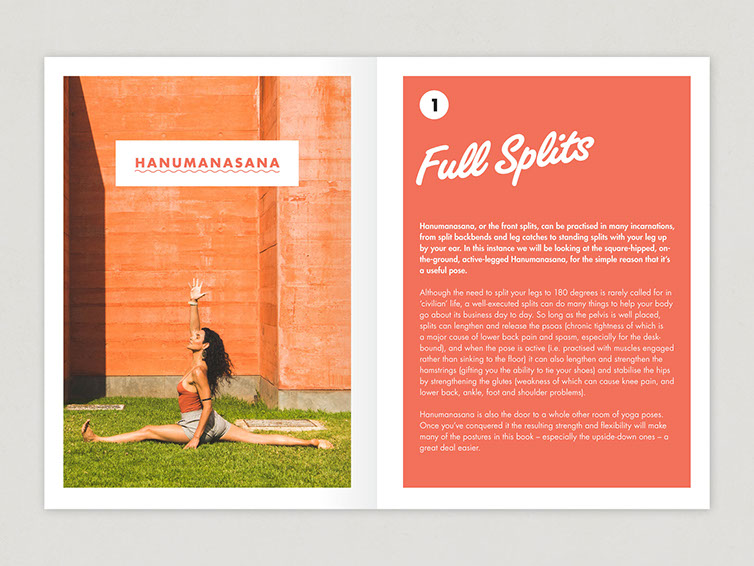 HANUMANASANA
1
Full Splits
Hanumanasana, or the front splits, can be practised in many incarnations,
from split backbends and leg catches to standing splits with your leg up
by your ear. In this instance we will be looking at the square-hipped, on-
the-ground, active-legged Hanumanasana, for the simple reason that it's
a useful pose.
Although the need to split your legs to 180 degrees is rarely called for in
'civilian' life, a well-executed splits can do many things to help your body
go about its business day to day. So long as the pelvis is well placed,
splits can lengthen and release the psoas (chronic tightness of which is
a major cause of lower back pain and spasm, especially for the desk-
bound), and when the pose is active (i.e. practised with muscles engaged
rather than sinking to the floor) it can also lengthen and strengthen the
hamstrings (gifting you the ability to tie your shoes) and stabilise the hips
by strengthening the glutes (weakness of which can cause knee pain, and
lower back, ankle, foot and shoulder problems).
Hanumanasana is also the door to a whole other room of yoga poses.
Once you've conquered it the resulting strength and flexibility will make
many of the postures in this book – especially the upside-down ones – a
great deal easier.